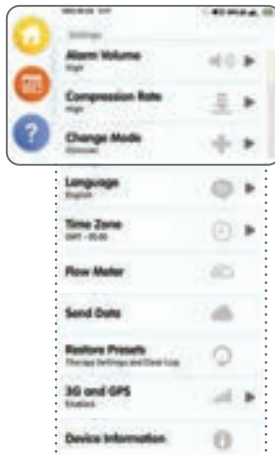 Settings
Alarm Volume
High
Compression Rate
High
Change Mode
Language
English
Time Zone
Flow Meter
Send Data
Restore Presets
Therapy Settings and Clear Log
3G and GPS
Enabled
Device Information